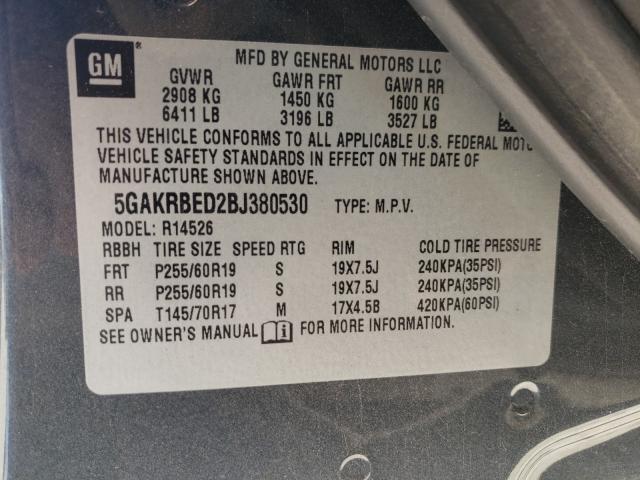 GM
MFD BY GENERAL MOTORS LLC
GVWR GAWR FRT GAWR RR
2908 KG 1450 KG 1600 KG
6411 LB 3196 LB 3527 LB
THIS VEHICLE CONFORMS TO ALL APPLICABLE U.S. FEDERAL
VEHICLE SAFETY STANDARDS IN EFFECT ON THE DATE OF
MANUFACTURE SHOWN ABOVE.
5GAKRBED2BJ380530 TYPE: M.P.V.
MODEL: R14526
RBBH TIRE SIZE SPEED RTG RIM COLD TIRE PRESSURE
FRT P255/60R19 S 19X7.5J 240KPA(35PSI)
RR P255/60R19 S 19X7.5J 240KPA(35PSI)
SPA T145/70R17 M 17X4.5B 420KPA(60PSI)
SEE OWNER'S MANUAL FOR MORE INFORMATION.